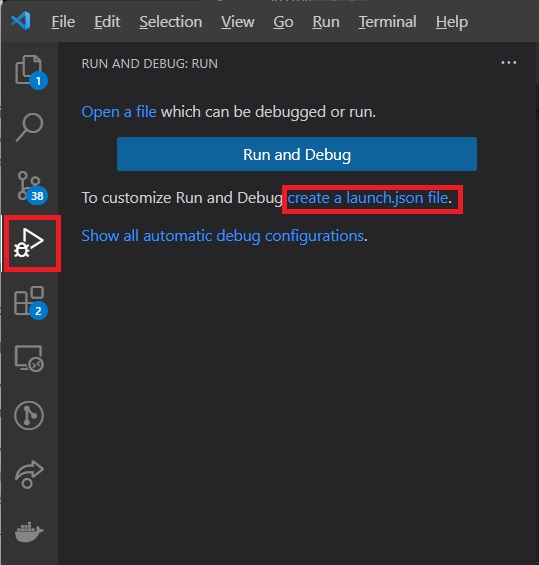 File Edit Selection View Go Run Terminal Help
RUN AND DEBUG: RUN
1
Open a file which can be debugged or run.
Run and Debug
38
To customize Run and Debug create a launch.json file.
Show all automatic debug configurations.
2